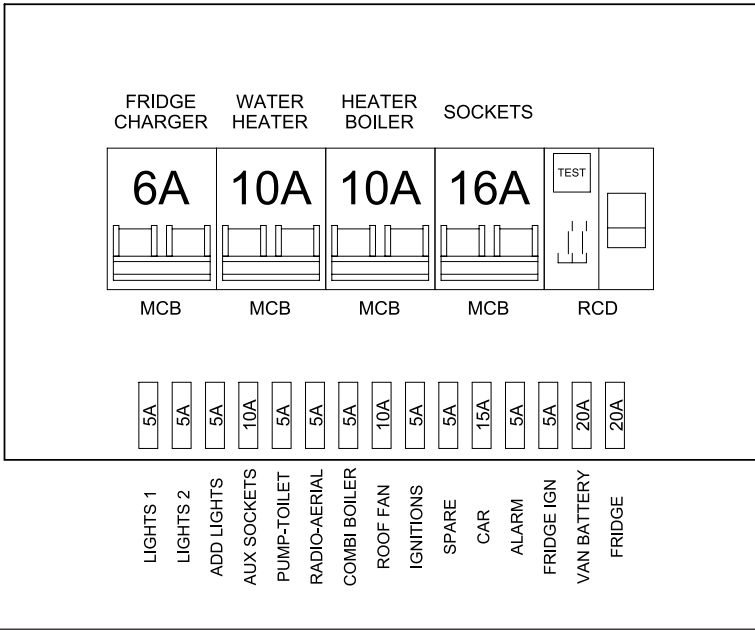 FRIDGE CHARGER
WATER HEATER
HEATER BOILER
SOCKETS
6A
10A
10A
16A
TEST
MCB
MCB
MCB
MCB
RCD
5A
5A
5A
10A
5A
5A
5A
10A
5A
5A
15A
5A
5A
20A
20A
LIGHTS 1
LIGHTS 2
ADD LIGHTS
AUX SOCKETS
PUMP-TOILET
RADIO-AERIAL
COMBI BOILER
ROOF FAN
IGNITIONS
SPARE
CAR
ALARM
FRIDGE IGN
VAN BATTERY
FRIDGE